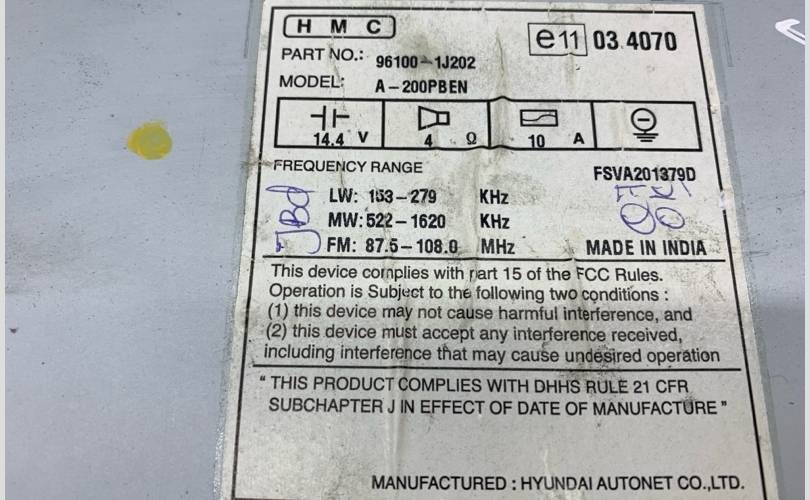 HMC
e11 03 4070
PART NO.: 96100-1J202
MODEL: A-200PBEN
14.4 V 4 Ω 10 A
FREQUENCY RANGE
FSVA201379D
LW: 153-279 KHz
MW: 522-1620 KHz
FM: 87.5-108.0 MHz
JBd
MADE IN INDIA
This device complies with part 15 of the FCC Rules.
Operation is Subject to the following two conditions :
(1) this device may not cause harmful interference, and
(2) this device must accept any interference received,
including interference that may cause undesired operation
" THIS PRODUCT COMPLIES WITH DHHS RULE 21 CFR
SUBCHAPTER J IN EFFECT OF DATE OF MANUFACTURE "
MANUFACTURED : HYUNDAI AUTONET CO.,LTD.